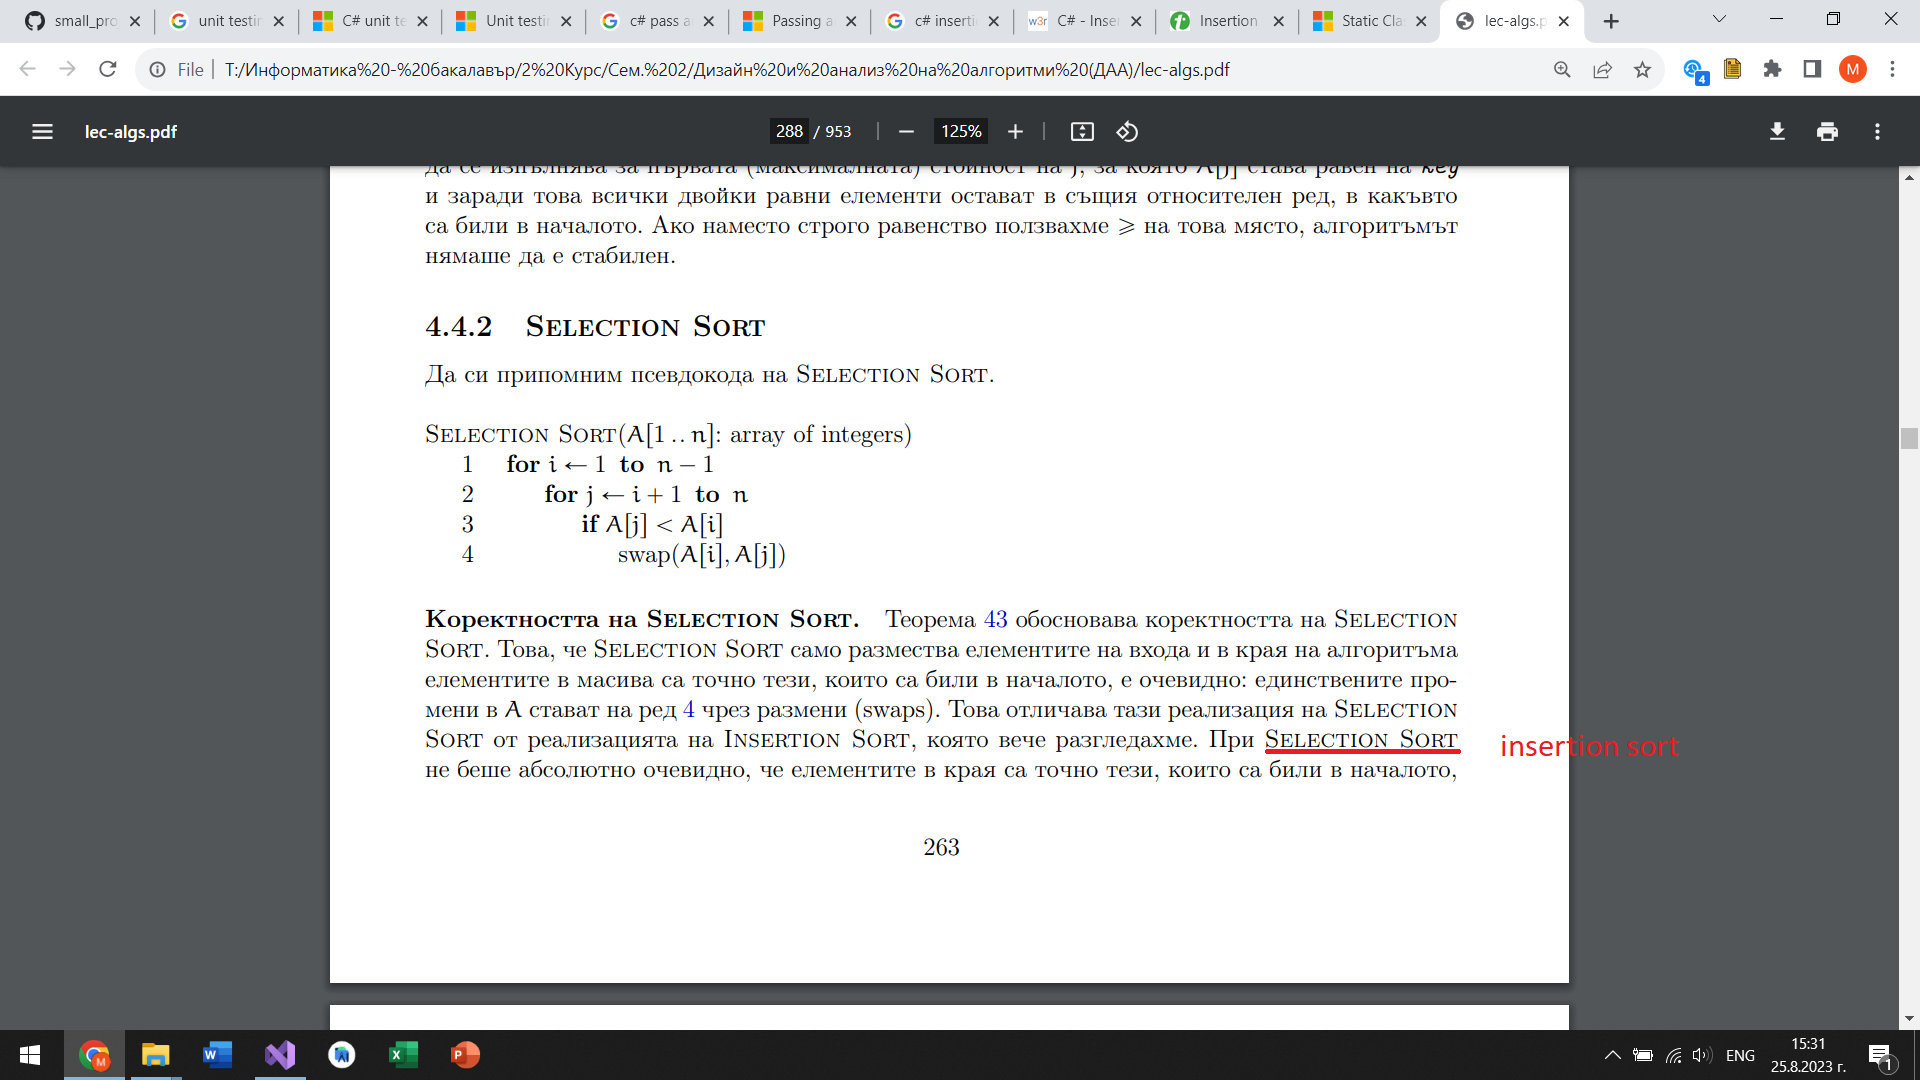 small_pro
unit testin
C# unit te
Unit testin
c# pass a
Passing a
c# inserti
w3r C# - Inser
Insertion
Static Cla
lec-algs.p
File T:/Информатика%20-%20бакалавър/2%20Курс/Сем.%202/Дизайн%20и%20анализ%20на%20алгоритми%20(ДАА)/lec-algs.pdf
4
M
lec-algs.pdf
288 / 953
125%
да се изпълнява за първата (максималната) стойност на j, за която A[j] става равен на key
и заради това всички двойки равни елементи остават в същия относителен ред, в какъвто
са били в началото. Ако наместо строго равенство ползвахме ⩾ на това място, алгоритъмът
нямаше да е стабилен.
4.4.2 SELECTION SORT
Да си припомним псевдокода на SELECTION SORT.
SELECTION SORT(A[1 .. n]: array of integers)
1 for i ← 1 to n − 1
2 for j ← i + 1 to n
3 if A[j] < A[i]
4 swap(A[i], A[j])
Коректността на SELECTION SORT. Теорема 43 обосновава коректността на SELECTION
SORT. Това, че SELECTION SORT само размества елементите на входа и в края на алгоритъма
елементите в масива са точно тези, които са били в началото, е очевидно: единствените про-
мени в A стават на ред 4 чрез размени (swaps). Това отличава тази реализация на SELECTION
SORT от реализацията на INSERTION SORT, която вече разгледахме. При SELECTION SORT insertion sort
не беше абсолютно очевидно, че елементите в края са точно тези, които са били в началото,
263
ENG
15:31
25.8.2023 г.
1